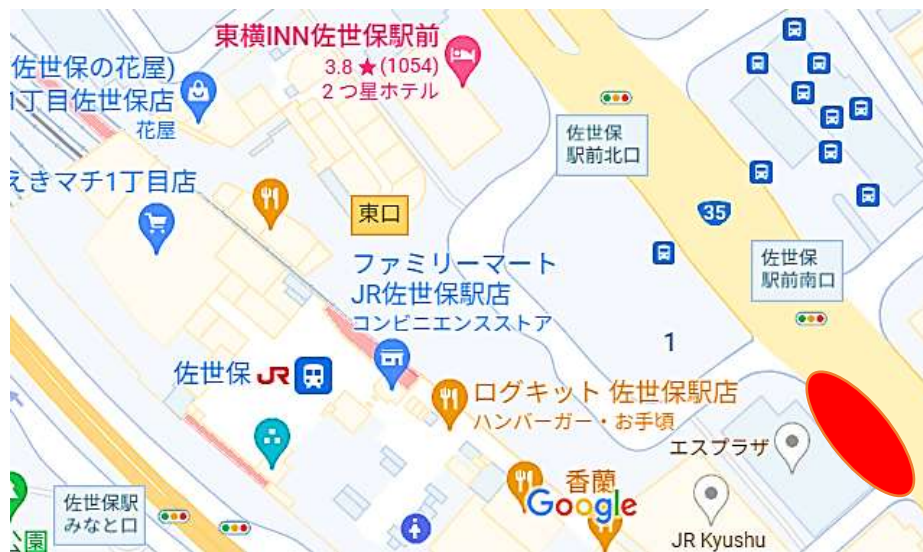 東横INN佐世保駅前
3.8 ★(1054)
2 つ星ホテル
佐世保の花屋)
1丁目佐世保店
花屋
佐世保
駅前北口
えきマチ1丁目店
東口
35
佐世保
駅前南口
ファミリーマート
JR佐世保駅店
コンビニエンスストア
1
佐世保 JR
ログキット 佐世保駅店
ハンバーガー・お手頃
エスプラザ
香蘭
Google
佐世保駅
みなと口
公園
JR Kyushu